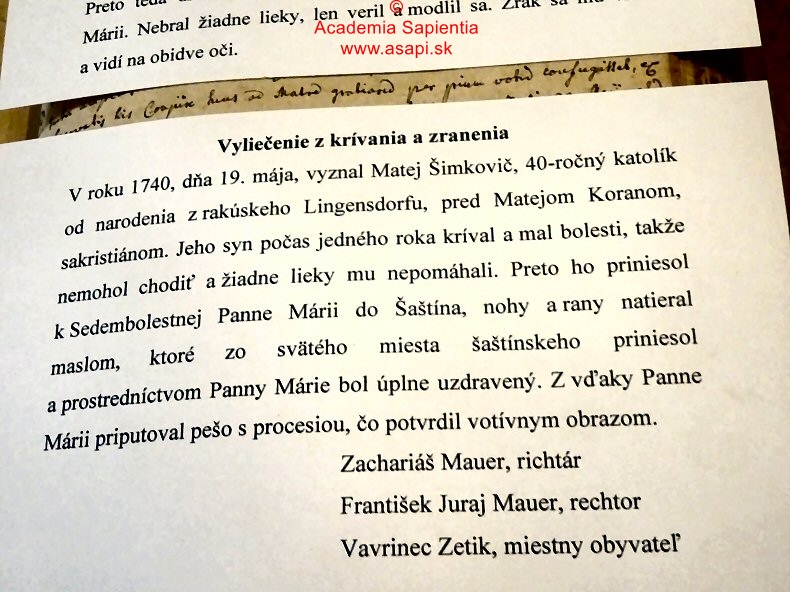 Preto teda
Márii. Nebral žiadne lieky, len veril a modlil sa. Zrak sa
a vidí na obidve oči.
©
Academia Sapientia
www.asapi.sk
Vyliečenie z krívania a zranenia
V roku 1740, dňa 19. mája, vyznal Matej Šimkovič, 40-ročný katolík
od narodenia z rakúskeho Lingensdorfu, pred Matejom Koranom,
sakristiánom. Jeho syn počas jedného roka kríval a mal bolesti, takže
nemohol chodiť a žiadne lieky mu nepomáhali. Preto ho priniesol
k Sedembolestnej Panne Márii do Šaštína, nohy a rany natieral
maslom, ktoré zo svätého miesta šaštínskeho priniesol
a prostredníctvom Panny Márie bol úplne uzdravený. Z vďaky Panne
Márii priputoval pešo s procesiou, čo potvrdil votívnym obrazom.
Zachariáš Mauer, richtár
František Juraj Mauer, rechtor
Vavrinec Zetik, miestny obyvateľ